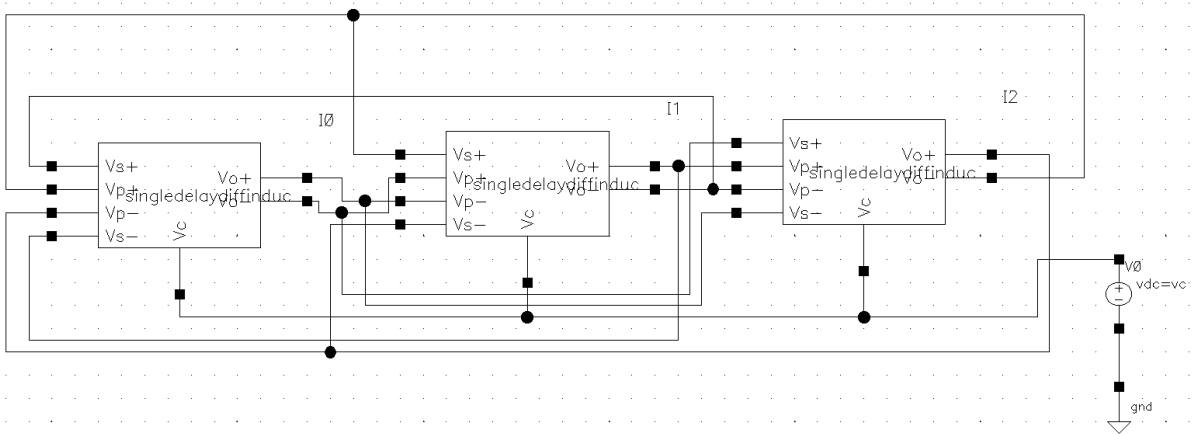 I0
Vs+
Vp+
Vp-
Vs-
Vo+
Vo-
singledelaydiffinduc
Vc
I1
Vs+
Vp+
Vp-
Vs-
Vo+
Vo-
singledelaydiffinduc
Vc
I2
Vs+
Vp+
Vp-
Vs-
Vo+
Vo-
singledelaydiffinduc
Vc
V0
vdc=vc
+
-
gnd